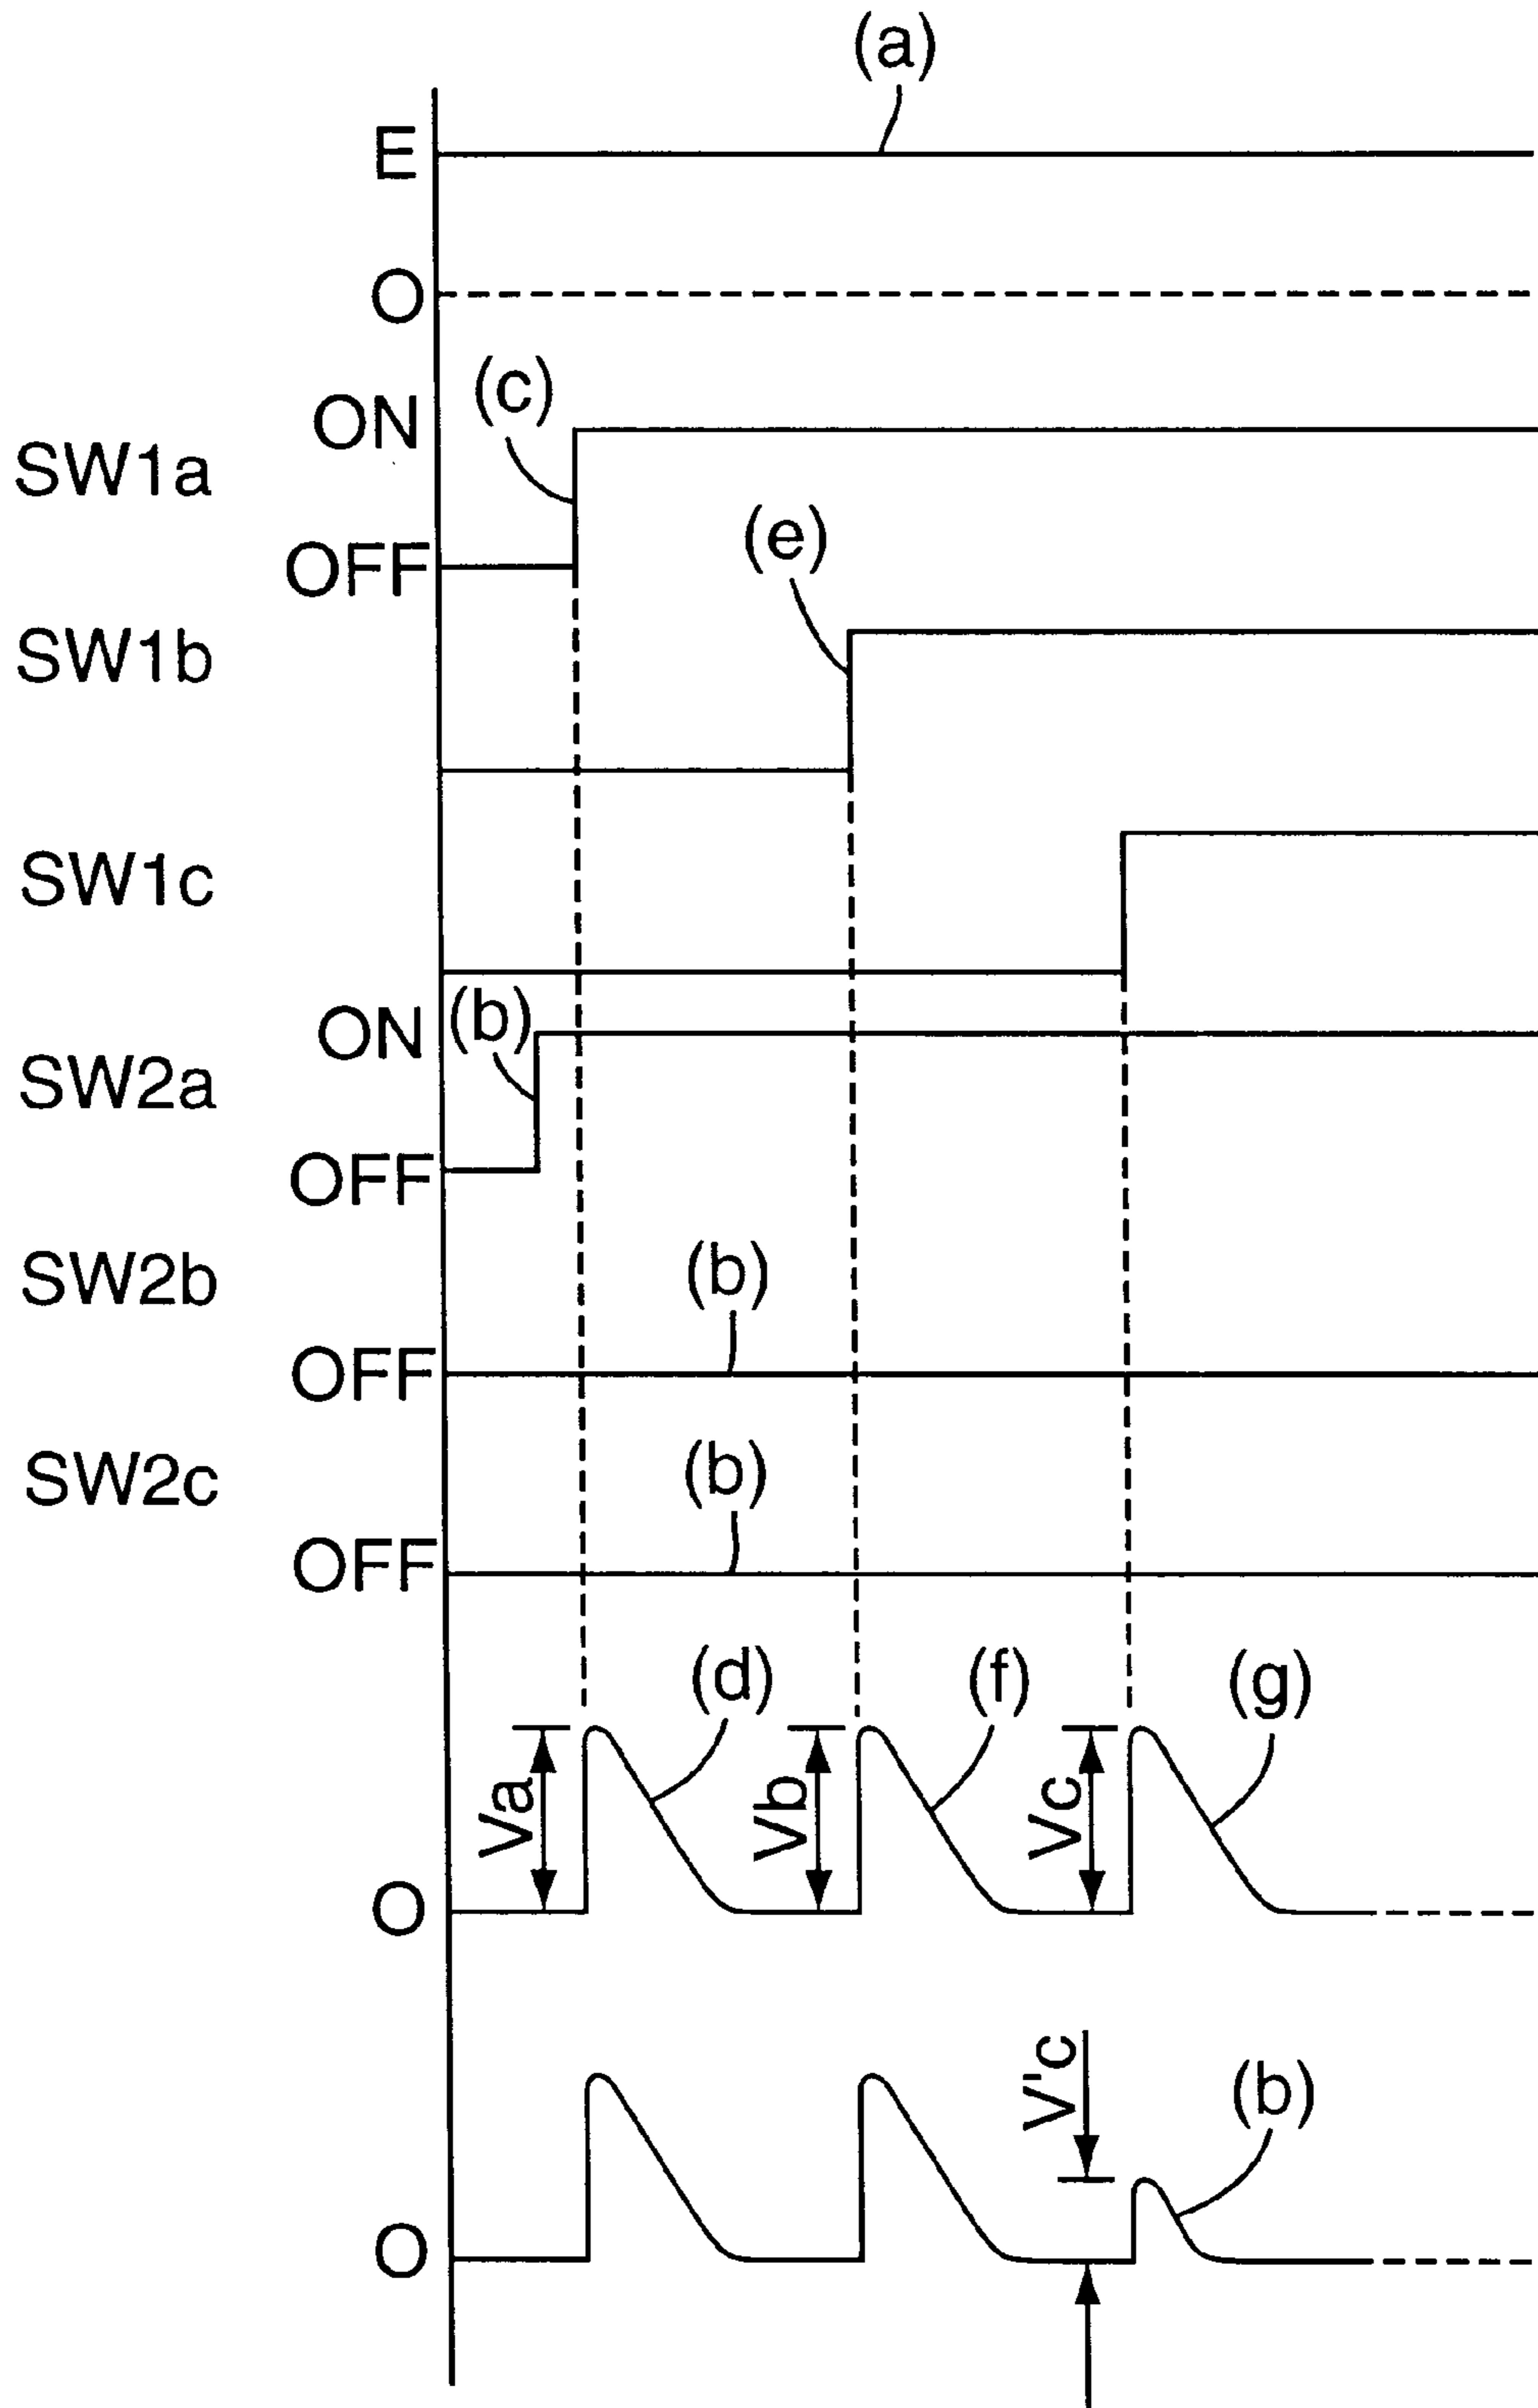 (a)
E
O
(c)
ON
SW1a
OFF
(e)
SW1b
SW1c
ON
(b)
SW2a
OFF
SW2b
(b)
OFF
SW2c
(b)
OFF
(d)
(f)
(g)
Va
Vb
Vc
O
V'c
(b)
O